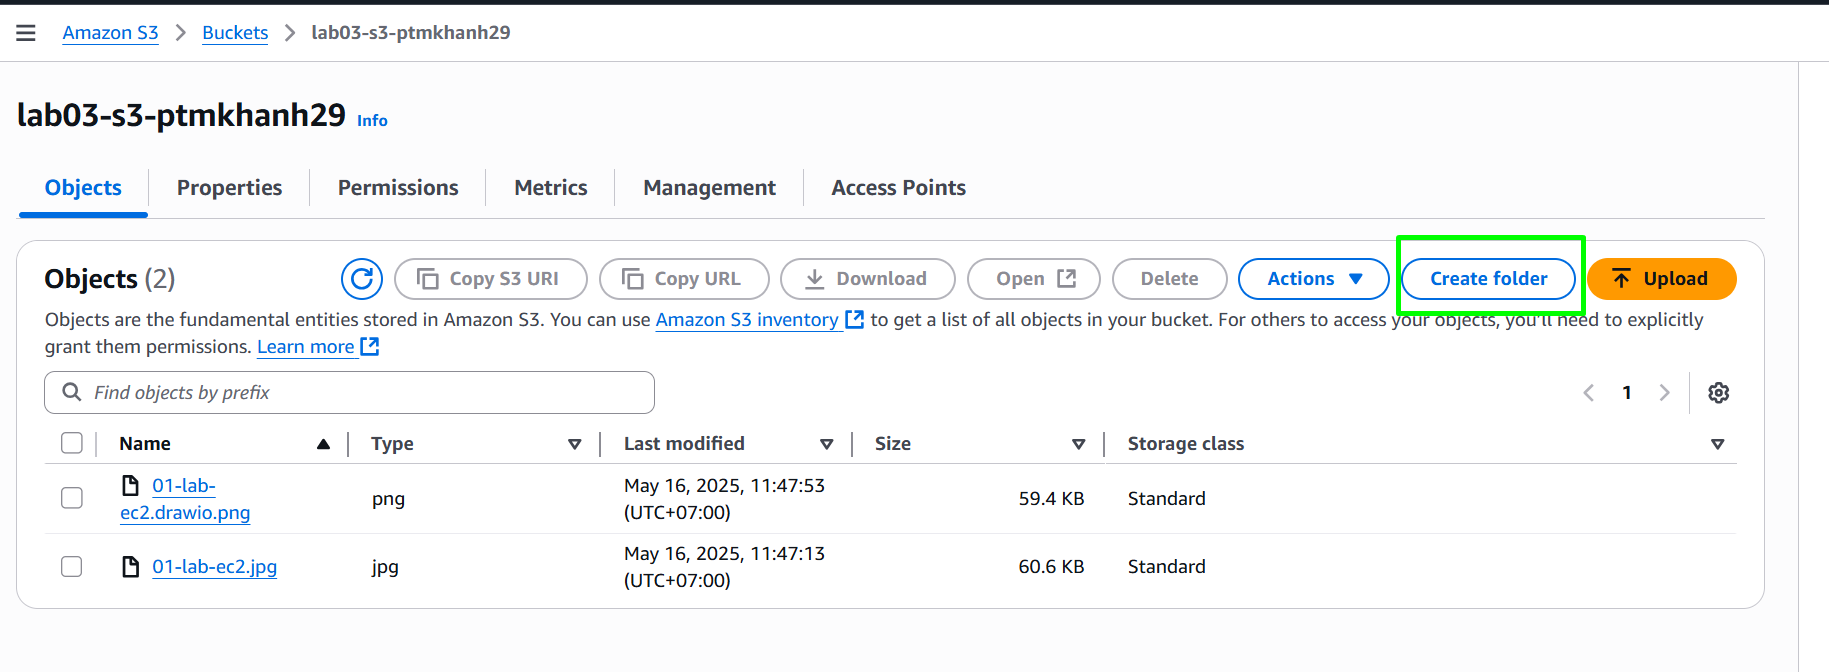 Amazon S3 > Buckets > lab03-s3-ptmkhanh29
lab03-s3-ptmkhanh29 Info
Objects Properties Permissions Metrics Management Access Points
Objects (2) Copy S3 URI Copy URL Download Open Delete Actions Create folder Upload
Objects are the fundamental entities stored in Amazon S3. You can use Amazon S3 inventory to get a list of all objects in your bucket. For others to access your objects, you'll need to explicitly
grant them permissions. Learn more
Find objects by prefix 1
Name Type Last modified Size Storage class
01-lab-ec2.drawio.png png May 16, 2025, 11:47:53 (UTC+07:00) 59.4 KB Standard
01-lab-ec2.jpg jpg May 16, 2025, 11:47:13 (UTC+07:00) 60.6 KB Standard